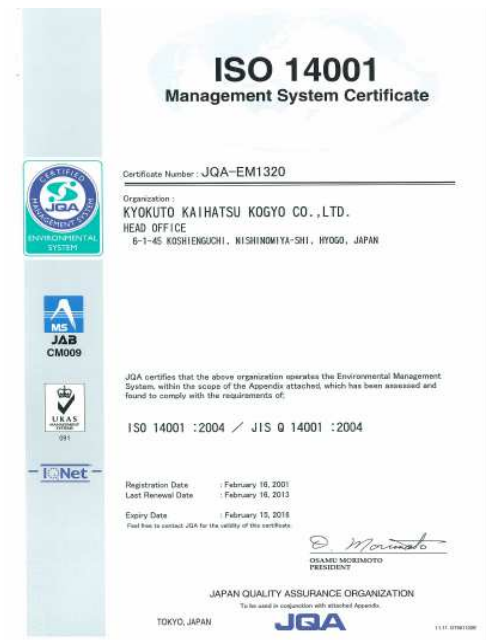 ISO 14001
Management System Certificate
Certificate Number : JQA-EM1320
Organization :
KYOKUTO KAIHATSU KOGYO CO.,LTD.
HEAD OFFICE
6-1-45 KOSHIENGUCHI, NISHINOMIYA-SHI, HYOGO, JAPAN
CERTIFIED
JQA
MANAGEMENT SYSTEM
ENVIRONMENTAL
SYSTEM
MS
JAB
CM009
JQA certifies that the above organization operates the Environmental Management
System, within the scope of the Appendix attached, which has been assessed and
found to comply with the requirements of;
UKAS
MANAGEMENT
SYSTEMS
091
ISO 14001 :2004 / JIS Q 14001 :2004
IQNet
Registration Date : February 16, 2001
Last Renewal Date : February 16, 2013
Expiry Date : February 15, 2016
Feel free to contact JQA for the validity of this certificate.
O. Morimoto
OSAMU MORIMOTO
PRESIDENT
JAPAN QUALITY ASSURANCE ORGANIZATION
To be used in conjunction with attached Appendix.
TOKYO, JAPAN
JQA